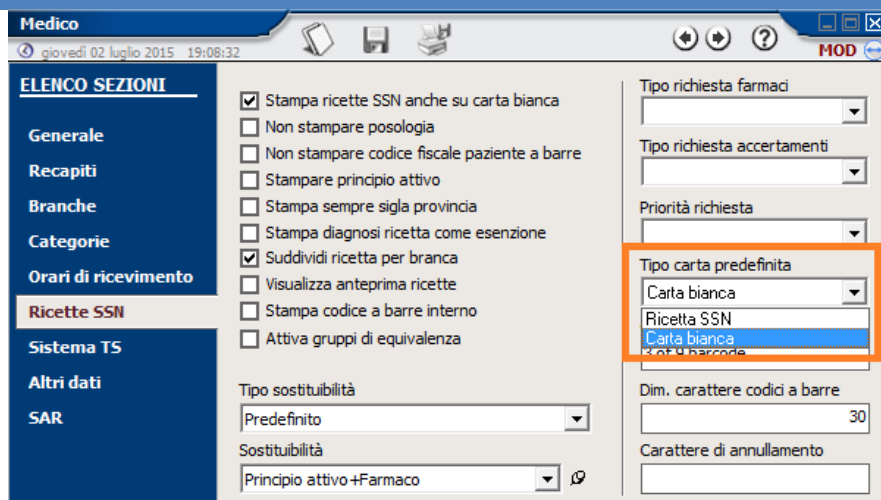 Medico
giovedì 02 luglio 2015 19:08:32
MOD
ELENCO SEZIONI
Generale
Recapiti
Branche
Categorie
Orari di ricevimento
Ricette SSN
Sistema TS
Altri dati
SAR
Stampa ricette SSN anche su carta bianca
Non stampare posologia
Non stampare codice fiscale paziente a barre
Stampare principio attivo
Stampa sempre sigla provincia
Stampa diagnosi ricetta come esenzione
Suddividi ricetta per branca
Visualizza anteprima ricette
Stampa codice a barre interno
Attiva gruppi di equivalenza
Tipo sostituibilità
Predefinito
Sostituibilità
Principio attivo+Farmaco
Tipo richiesta farmaci
Tipo richiesta accertamenti
Priorità richiesta
Tipo carta predefinita
Carta bianca
Ricetta SSN
Carta bianca
3 of 9 barcode
Dim. carattere codici a barre
30
Carattere di annullamento